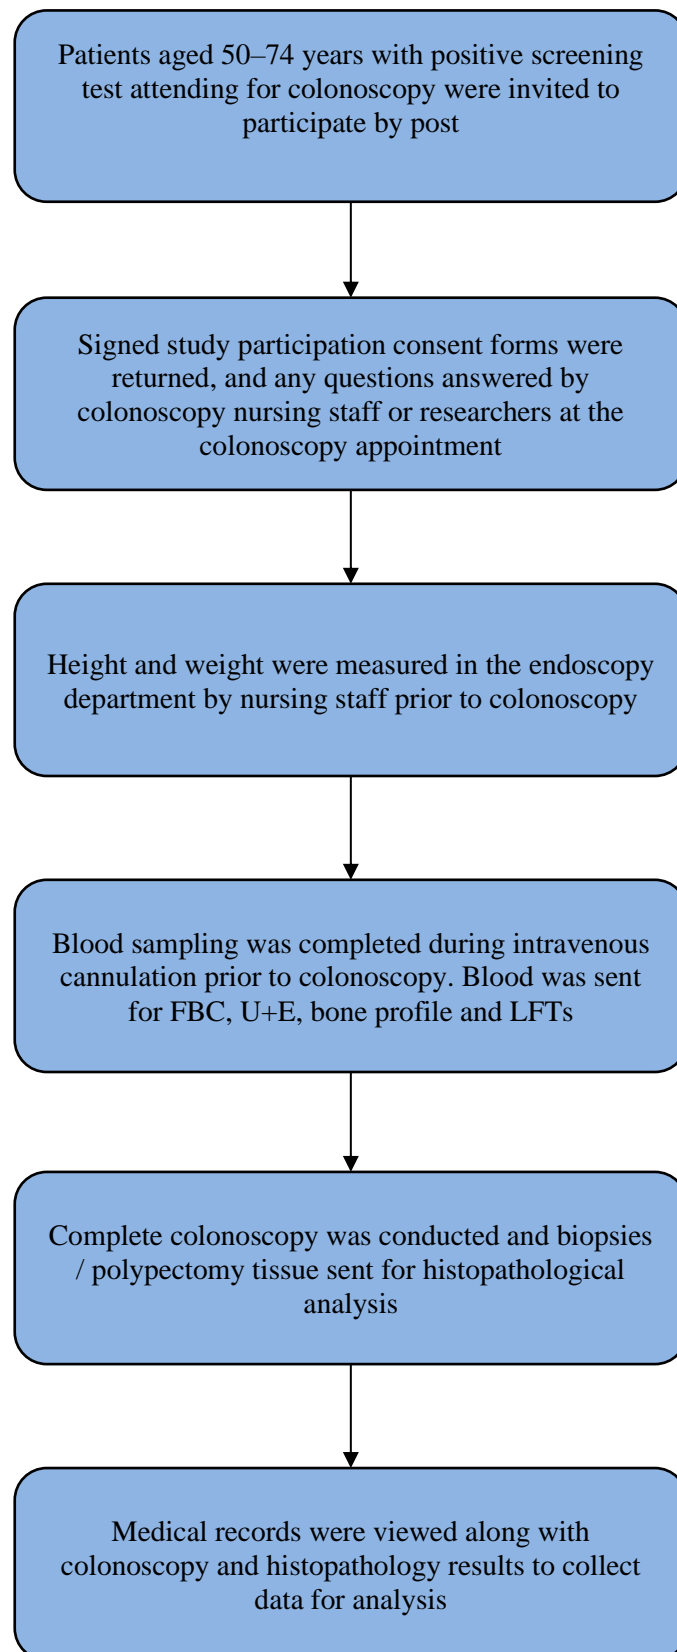 Patients aged 50–74 years with positive screening
test attending for colonoscopy were invited to
participate by post
Signed study participation consent forms were
returned, and any questions answered by
colonoscopy nursing staff or researchers at the
colonoscopy appointment
Height and weight were measured in the endoscopy
department by nursing staff prior to colonoscopy
Blood sampling was completed during intravenous
cannulation prior to colonoscopy. Blood was sent
for FBC, U+E, bone profile and LFTs
Complete colonoscopy was conducted and biopsies
/ polypectomy tissue sent for histopathological
analysis
Medical records were viewed along with
colonoscopy and histopathology results to collect
data for analysis